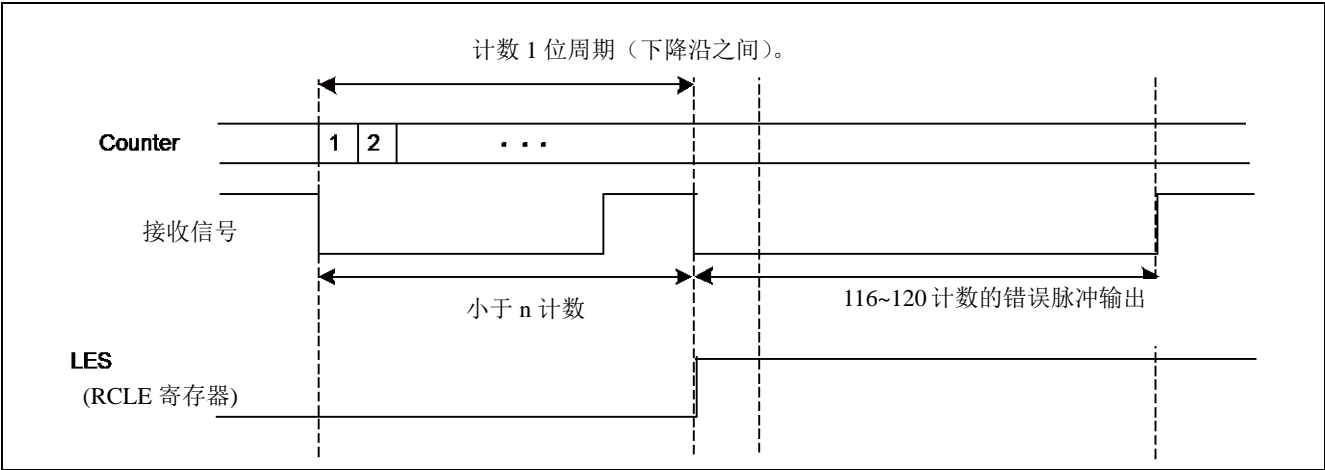 计数 1 位周期（下降沿之间）。
Counter
1 2 ···
接收信号
小于 n 计数
116~120 计数的错误脉冲输出
LES
(RCLE 寄存器)